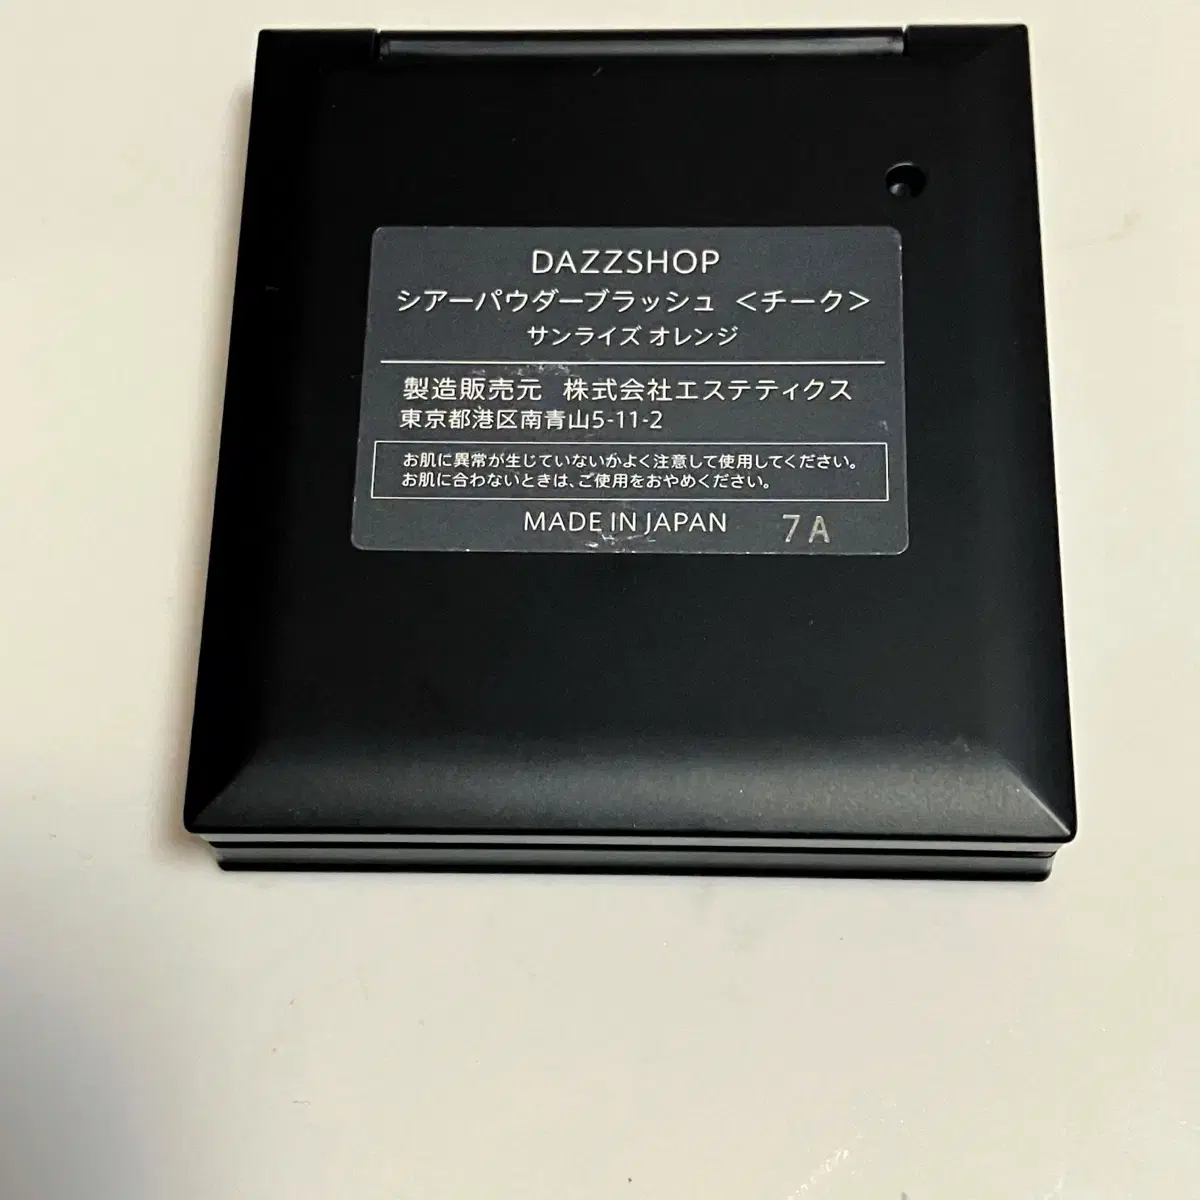 DAZZSHOP
シアーパウダーブラッシュ ＜チーク＞
サンライズ オレンジ
製造販売元 株式会社エステティクス
東京都港区南青山5-11-2
お肌に異常が生じていないかよく注意して使用してください。
お肌に合わないときは、ご使用をおやめください。
MADE IN JAPAN 7A